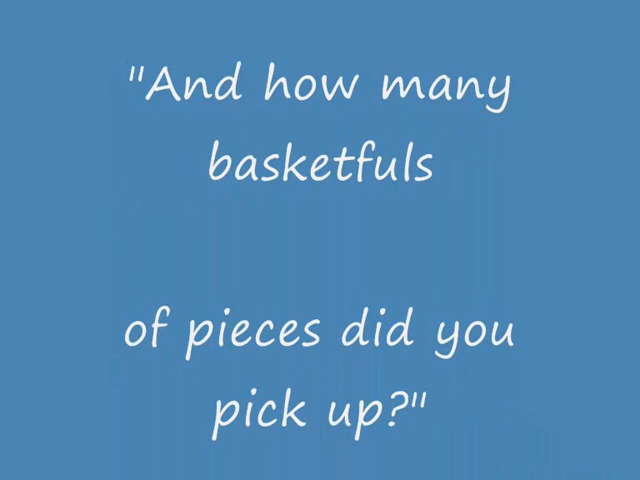 "And how many
basketfuls
of pieces did you
pick up?"